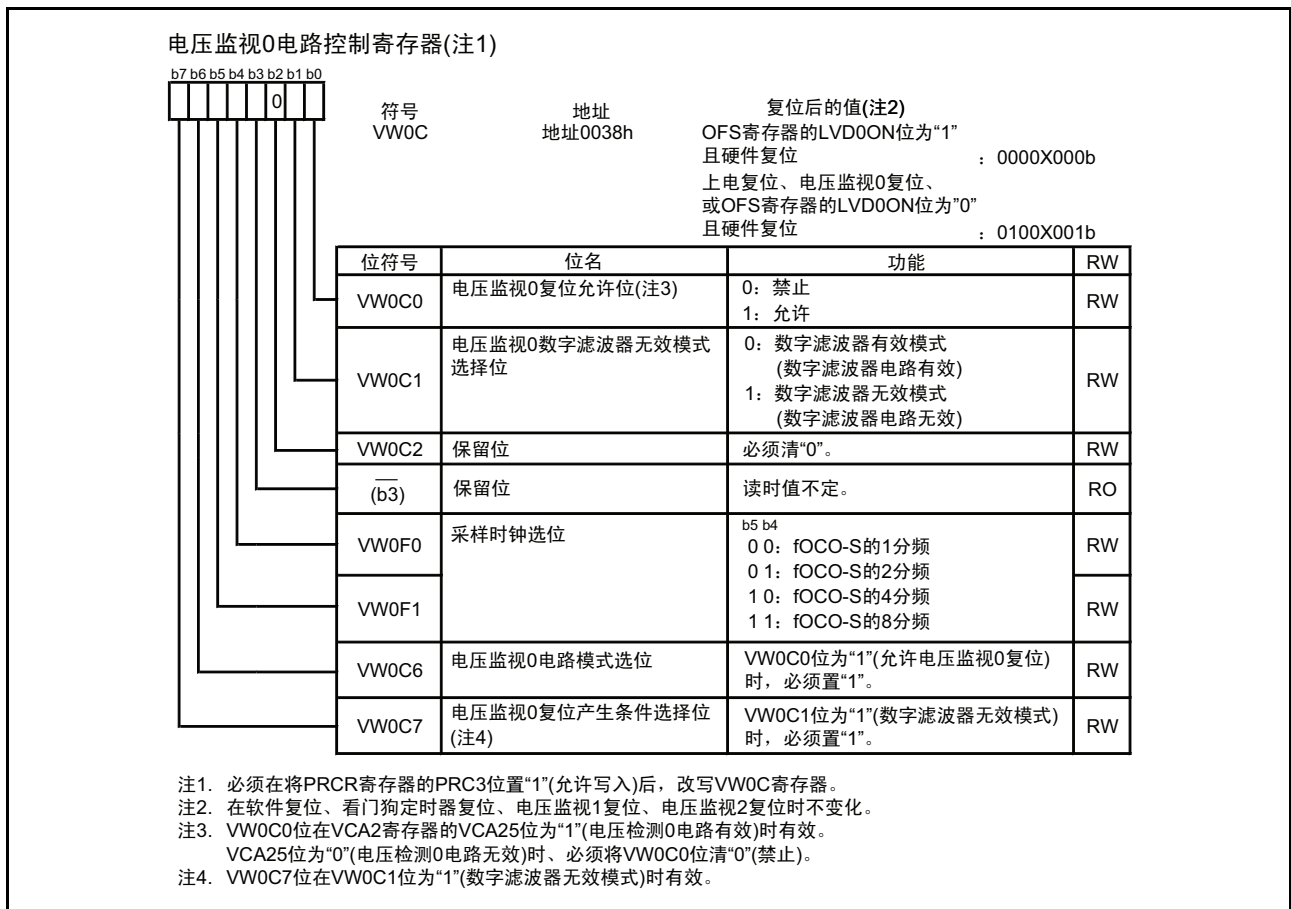 电压监视0电路控制寄存器(注1)
b7 b6 b5 b4 b3 b2 b1 b0
0
符号 地址 复位后的值(注2)
VW0C 地址0038h OFS寄存器的LVD0ON位为“1”
且硬件复位 ：0000X000b
上电复位、电压监视0复位、
或OFS寄存器的LVD0ON位为”0”
且硬件复位 ：0100X001b
位符号 位名 功能 RW
VW0C0 电压监视0复位允许位(注3) 0：禁止 RW
1：允许
VW0C1 电压监视0数字滤波器无效模式 0：数字滤波器有效模式 RW
选择位 (数字滤波器电路有效)
1：数字滤波器无效模式
(数字滤波器电路无效)
VW0C2 保留位 必须清“0”。 RW
—
(b3) 保留位 读时值不定。 RO
VW0F0 采样时钟选位 b5 b4 RW
0 0：fOCO-S的1分频
0 1：fOCO-S的2分频
VW0F1 1 0：fOCO-S的4分频 RW
1 1：fOCO-S的8分频
VW0C6 电压监视0电路模式选位 VW0C0位为“1”(允许电压监视0复位) RW
时，必须置“1”。
VW0C7 电压监视0复位产生条件选择位 VW0C1位为“1”(数字滤波器无效模式) RW
(注4) 时，必须置“1”。
注1. 必须在将PRCR寄存器的PRC3位置“1”(允许写入)后，改写VW0C寄存器。
注2. 在软件复位、看门狗定时器复位、电压监视1复位、电压监视2复位时不变化。
注3. VW0C0位在VCA2寄存器的VCA25位为“1”(电压检测0电路有效)时有效。
VCA25位为“0”(电压检测0电路无效)时、必须将VW0C0位清“0”(禁止)。
注4. VW0C7位在VW0C1位为“1”(数字滤波器无效模式)时有效。